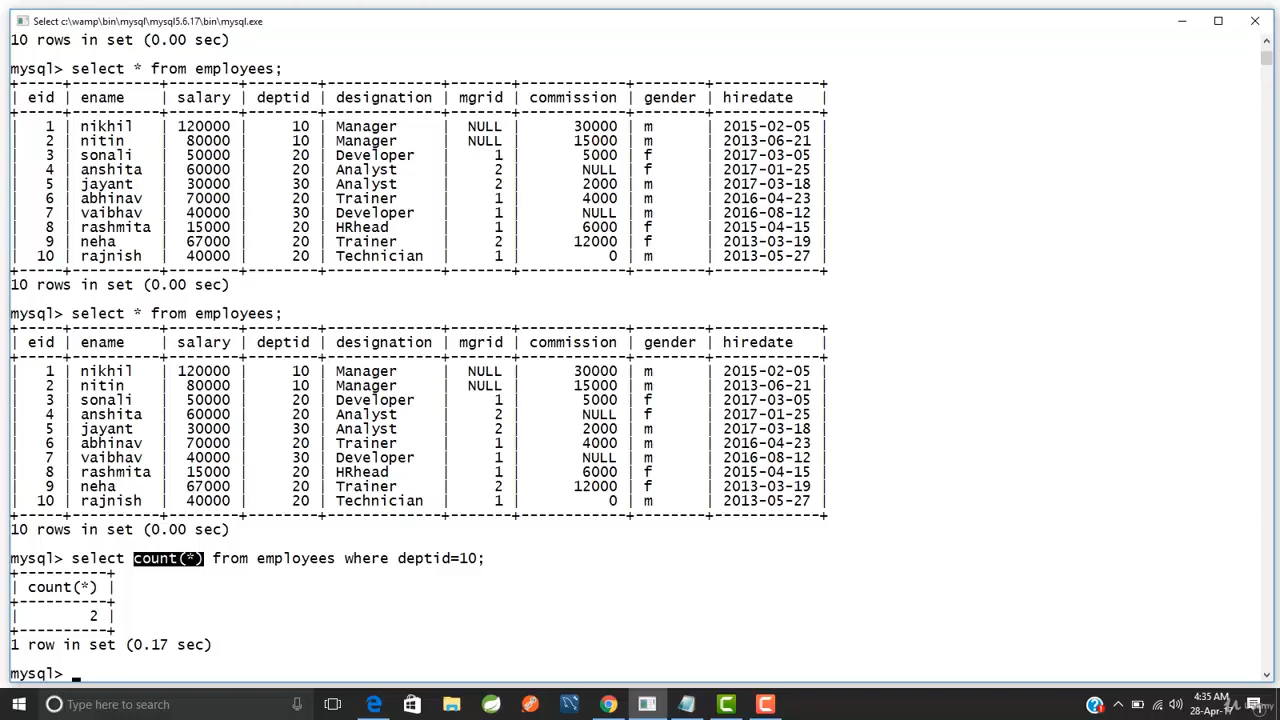 Select c:\wamp\bin\mysql\mysql5.6.17\bin\mysql.exe
10 rows in set (0.00 sec)
mysql> select * from employees;
+-----+----------+--------+--------+-------------+-------+------------+--------+------------+
| eid | ename    | salary | deptid | designation | mgrid | commission | gender | hiredate   |
+-----+----------+--------+--------+-------------+-------+------------+--------+------------+
|   1 | nikhil   | 120000 |     10 | Manager     |  NULL |      30000 | m      | 2015-02-05 |
|   2 | nitin    |  80000 |     10 | Manager     |  NULL |      15000 | m      | 2013-06-21 |
|   3 | sonali   |  50000 |     20 | Developer   |     1 |       5000 | f      | 2017-03-05 |
|   4 | anshita  |  60000 |     20 | Analyst     |     2 |       NULL | f      | 2017-01-25 |
|   5 | jayant   |  30000 |     30 | Analyst     |     2 |       2000 | m      | 2017-03-18 |
|   6 | abhinav  |  70000 |     20 | Trainer     |     1 |       4000 | m      | 2016-04-23 |
|   7 | vaibhav  |  40000 |     30 | Developer   |     1 |       NULL | m      | 2016-08-12 |
|   8 | rashmita |  15000 |     20 | HRhead      |     1 |       6000 | f      | 2015-04-15 |
|   9 | neha     |  67000 |     20 | Trainer     |     2 |      12000 | f      | 2013-03-19 |
|  10 | rajnish  |  40000 |     20 | Technician  |     1 |          0 | m      | 2013-05-27 |
+-----+----------+--------+--------+-------------+-------+------------+--------+------------+
10 rows in set (0.00 sec)
mysql> select * from employees;
+-----+----------+--------+--------+-------------+-------+------------+--------+------------+
| eid | ename    | salary | deptid | designation | mgrid | commission | gender | hiredate   |
+-----+----------+--------+--------+-------------+-------+------------+--------+------------+
|   1 | nikhil   | 120000 |     10 | Manager     |  NULL |      30000 | m      | 2015-02-05 |
|   2 | nitin    |  80000 |     10 | Manager     |  NULL |      15000 | m      | 2013-06-21 |
|   3 | sonali   |  50000 |     20 | Developer   |     1 |       5000 | f      | 2017-03-05 |
|   4 | anshita  |  60000 |     20 | Analyst     |     2 |       NULL | f      | 2017-01-25 |
|   5 | jayant   |  30000 |     30 | Analyst     |     2 |       2000 | m      | 2017-03-18 |
|   6 | abhinav  |  70000 |     20 | Trainer     |     1 |       4000 | m      | 2016-04-23 |
|   7 | vaibhav  |  40000 |     30 | Developer   |     1 |       NULL | m      | 2016-08-12 |
|   8 | rashmita |  15000 |     20 | HRhead      |     1 |       6000 | f      | 2015-04-15 |
|   9 | neha     |  67000 |     20 | Trainer     |     2 |      12000 | f      | 2013-03-19 |
|  10 | rajnish  |  40000 |     20 | Technician  |     1 |          0 | m      | 2013-05-27 |
+-----+----------+--------+--------+-------------+-------+------------+--------+------------+
10 rows in set (0.00 sec)
mysql> select count(*) from employees where deptid=10;
+----------+
| count(*) |
+----------+
|        2 |
+----------+
1 row in set (0.17 sec)
mysql> _
Type here to search
4:35 AM
28-Apr-